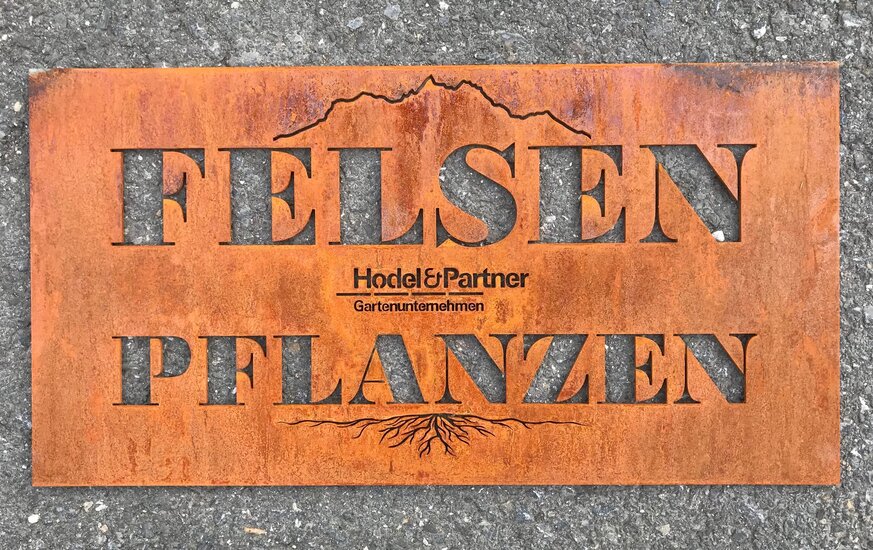 FELSEN
Hodel&Partner
Gartenunternehmen
PFLANZEN